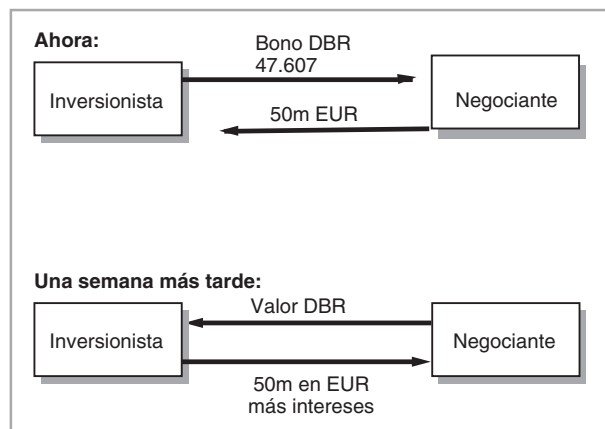 Ahora:
Bono DBR
47.607
Inversionista
Negociante
50m EUR
Una semana más tarde:
Valor DBR
Inversionista
Negociante
50m en EUR
más intereses